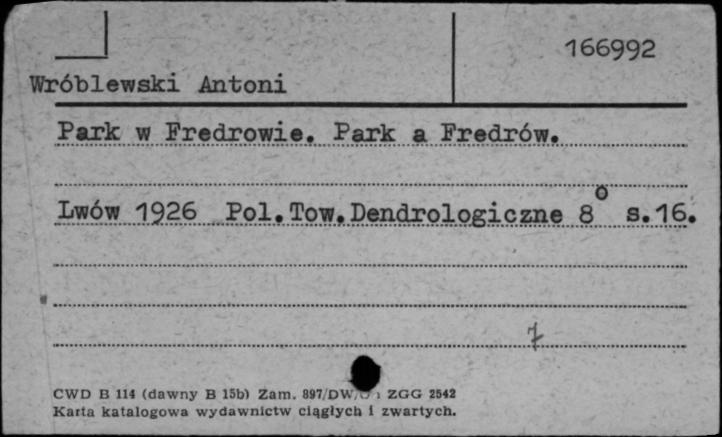 166992
Wróblewski Antoni
Park w Fredrowie. Park a Fredrów.
Lwów 1926 Pol.Tow.Dendrologiczne 8° s.16.
7
CWD B 114 (dawny B 15b) Zam. 897/DW ZGG 2542
Karta katalogowa wydawnictw ciągłych i zwartych.